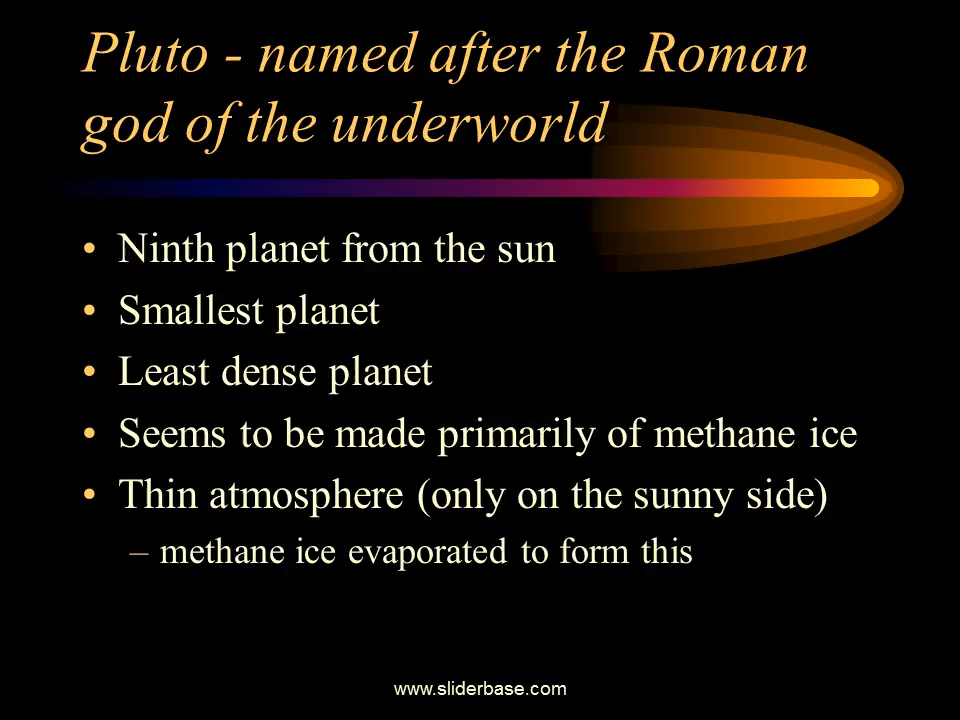 Pluto - named after the Roman
god of the underworld
• Ninth planet from the sun
• Smallest planet
• Least dense planet
• Seems to be made primarily of methane ice
• Thin atmosphere (only on the sunny side)
– methane ice evaporated to form this
www.sliderbase.com